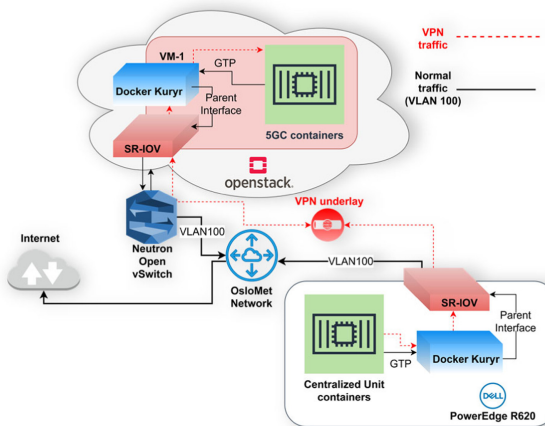 VM-1
Docker Kuryr
GTP
Parent
Interface
5GC containers
SR-IOV
openstack.
VPN
traffic
Normal
traffic
(VLAN 100)
VPN underlay
Neutron
Open
vSwitch
VLAN100
Internet
OsloMet
Network
VLAN100
SR-IOV
Parent
Interface
Docker Kuryr
GTP
Centralized Unit
containers
DELL
PowerEdge R620